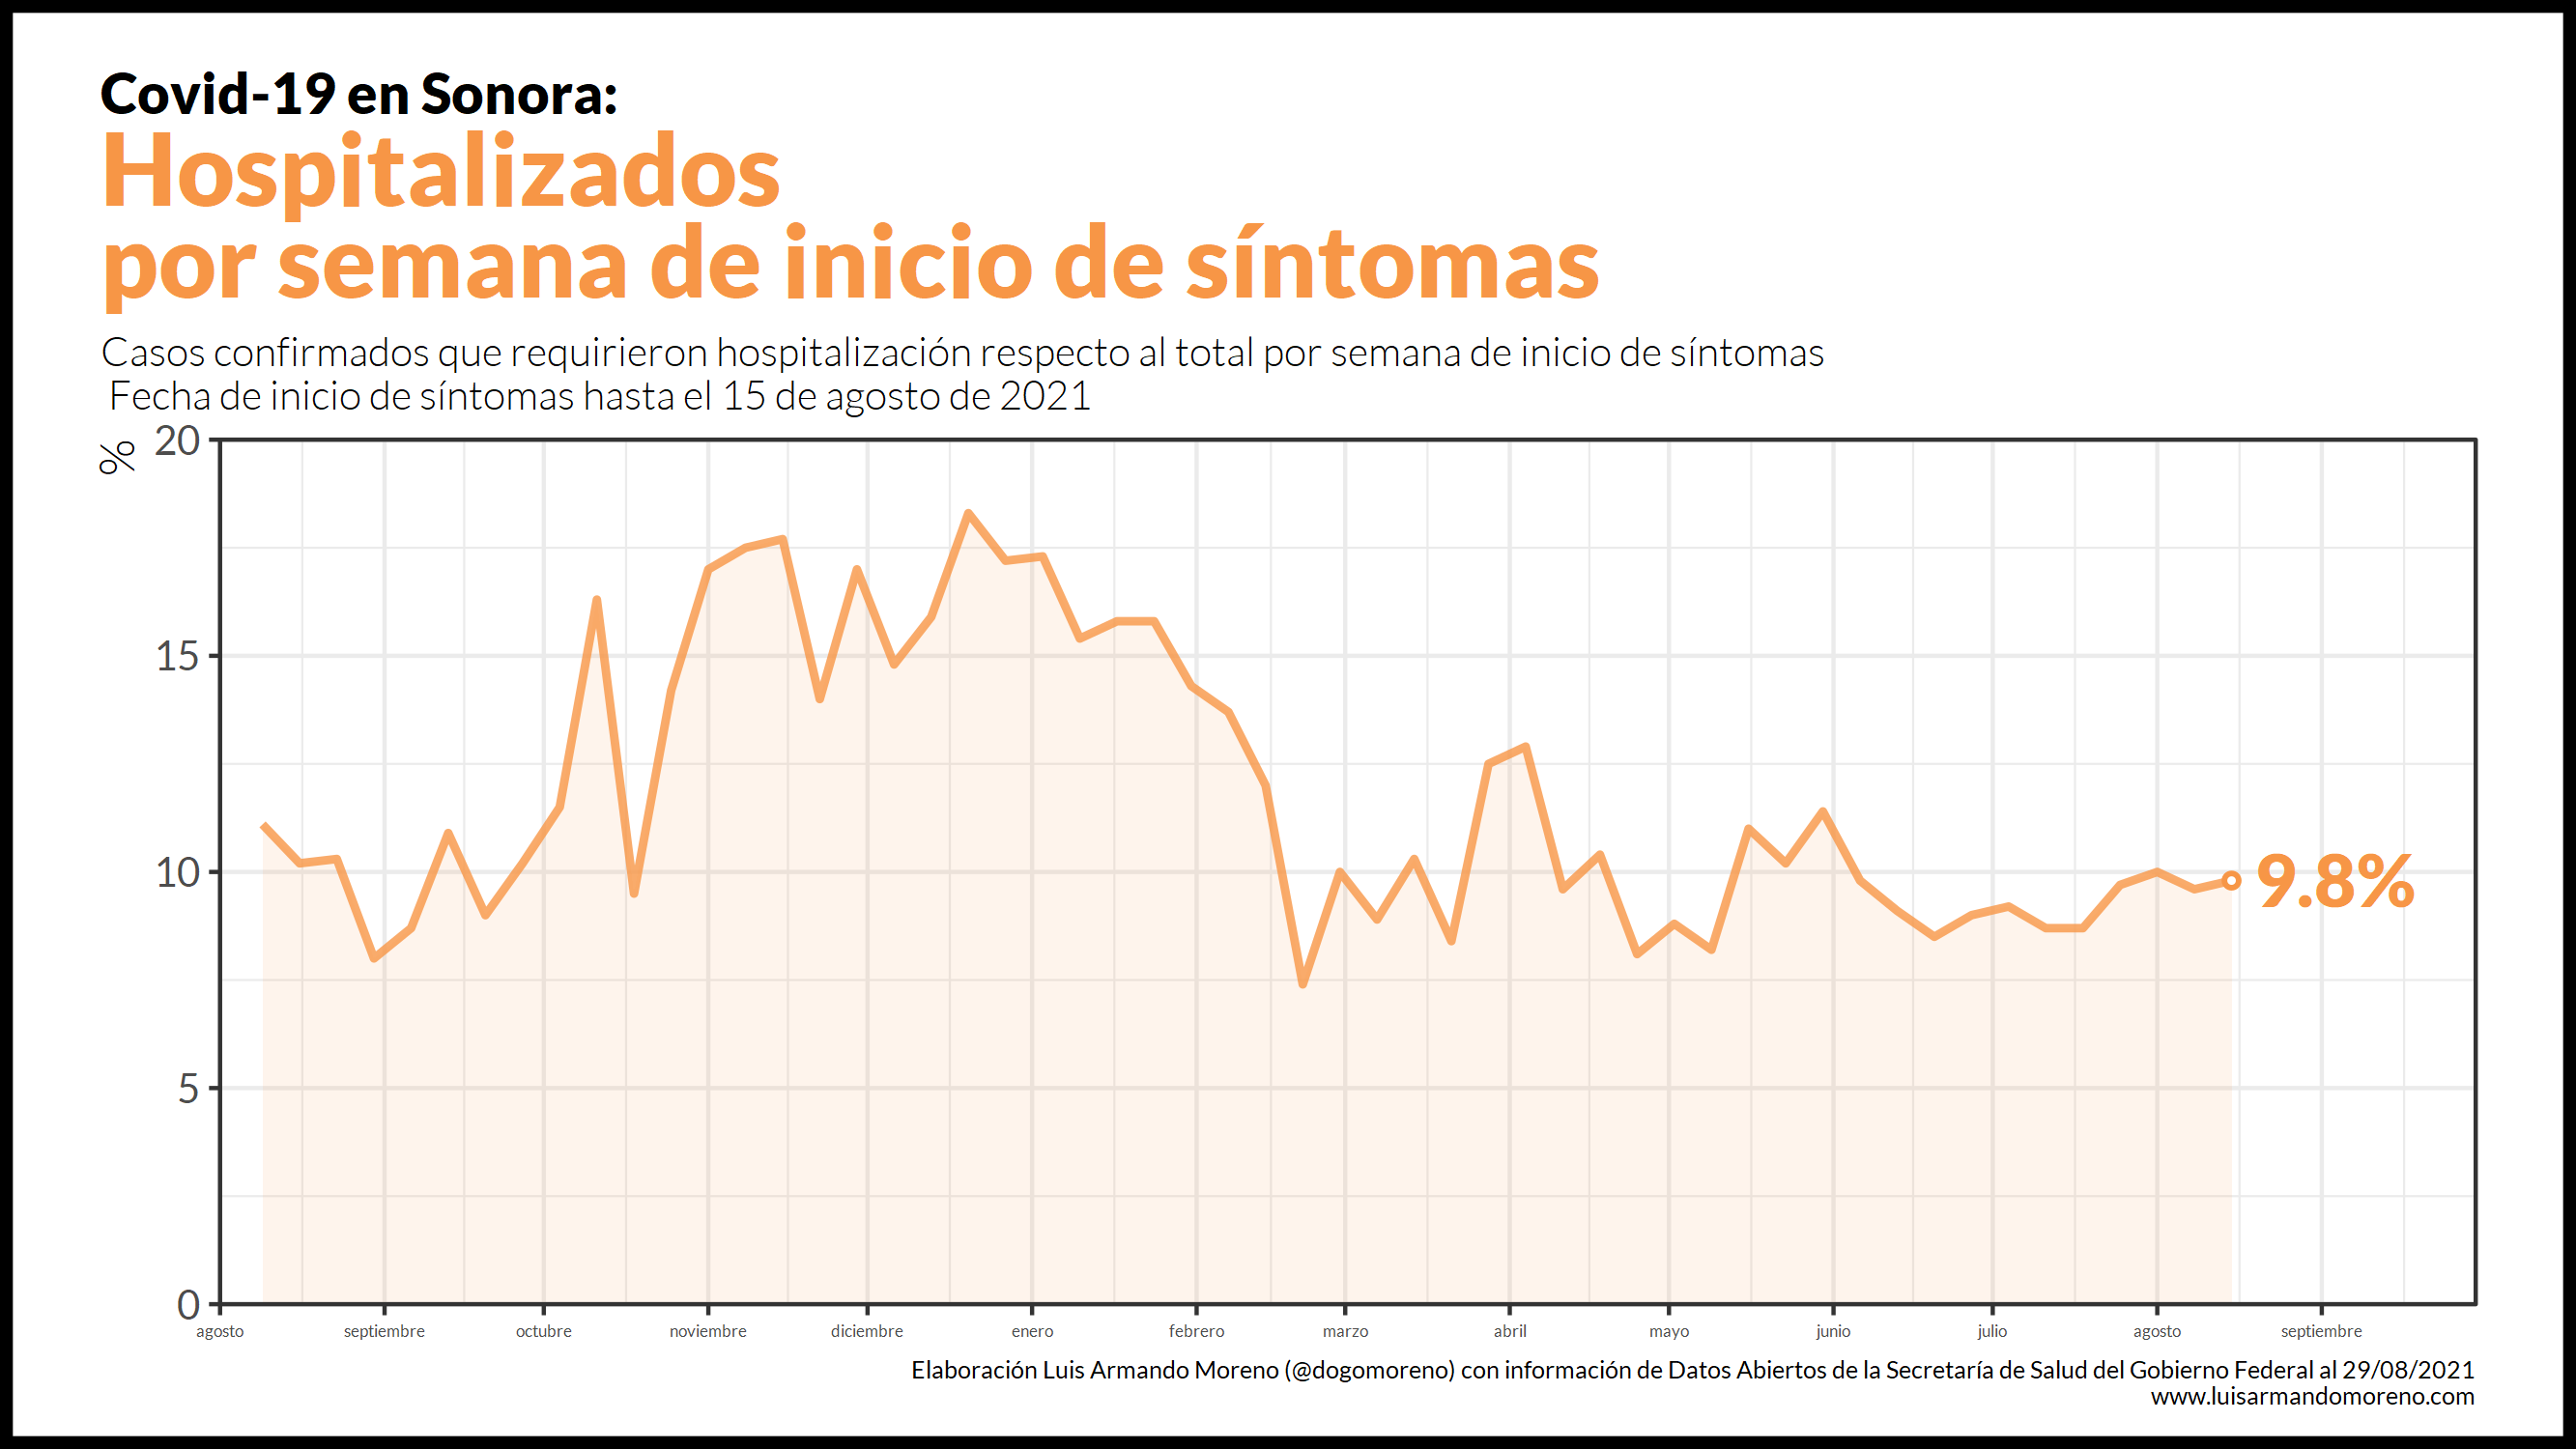 Covid-19 en Sonora:
Hospitalizados
por semana de inicio de síntomas
Casos confirmados que requirieron hospitalización respecto al total por semana de inicio de síntomas
Fecha de inicio de síntomas hasta el 15 de agosto de 2021
%
20
15
10
5
0
9.8%
agosto septiembre octubre noviembre diciembre enero febrero marzo abril mayo junio julio agosto septiembre
Elaboración Luis Armando Moreno (@dogomoreno) con información de Datos Abiertos de la Secretaría de Salud del Gobierno Federal al 29/08/2021
www.luisarmandomoreno.com